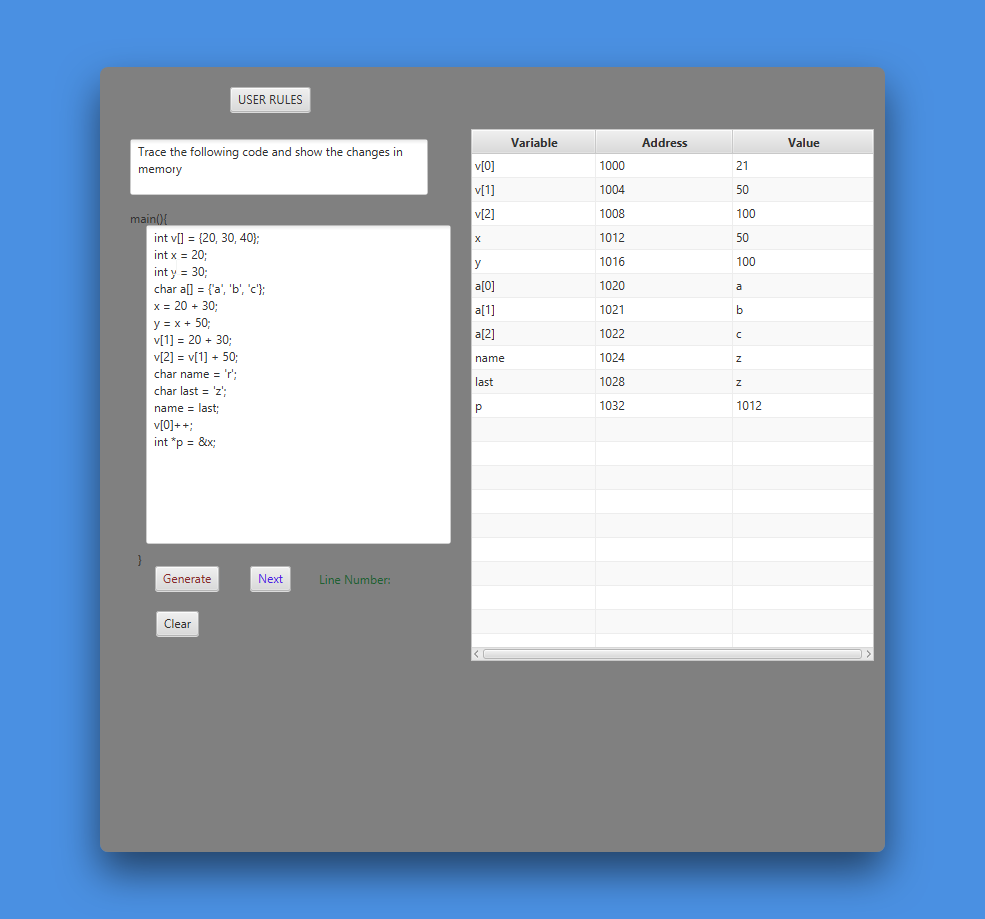 USER RULES
Trace the following code and show the changes in
memory
main(){
int v[] = {20, 30, 40};
int x = 20;
int y = 30;
char a[] = {'a', 'b', 'c'};
x = 20 + 30;
y = x + 50;
v[1] = 20 + 30;
v[2] = v[1] + 50;
char name = 'r';
char last = 'z';
name = last;
v[0]++;
int *p = &x;
}
Generate Next Line Number:
Clear
Variable Address Value
v[0] 1000 21
v[1] 1004 50
v[2] 1008 100
x 1012 50
y 1016 100
a[0] 1020 a
a[1] 1021 b
a[2] 1022 c
name 1024 z
last 1028 z
p 1032 1012